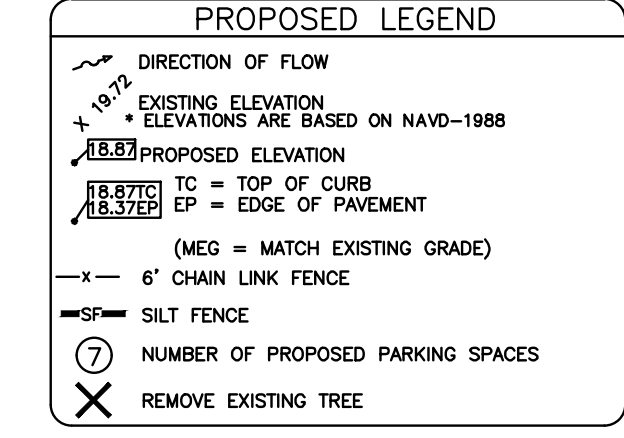 PROPOSED LEGEND
DIRECTION OF FLOW
X 19.72 EXISTING ELEVATION
* ELEVATIONS ARE BASED ON NAVD-1988
18.87 PROPOSED ELEVATION
18.87TC TC = TOP OF CURB
18.37EP EP = EDGE OF PAVEMENT
(MEG = MATCH EXISTING GRADE)
—x— 6' CHAIN LINK FENCE
SF SILT FENCE
7 NUMBER OF PROPOSED PARKING SPACES
REMOVE EXISTING TREE